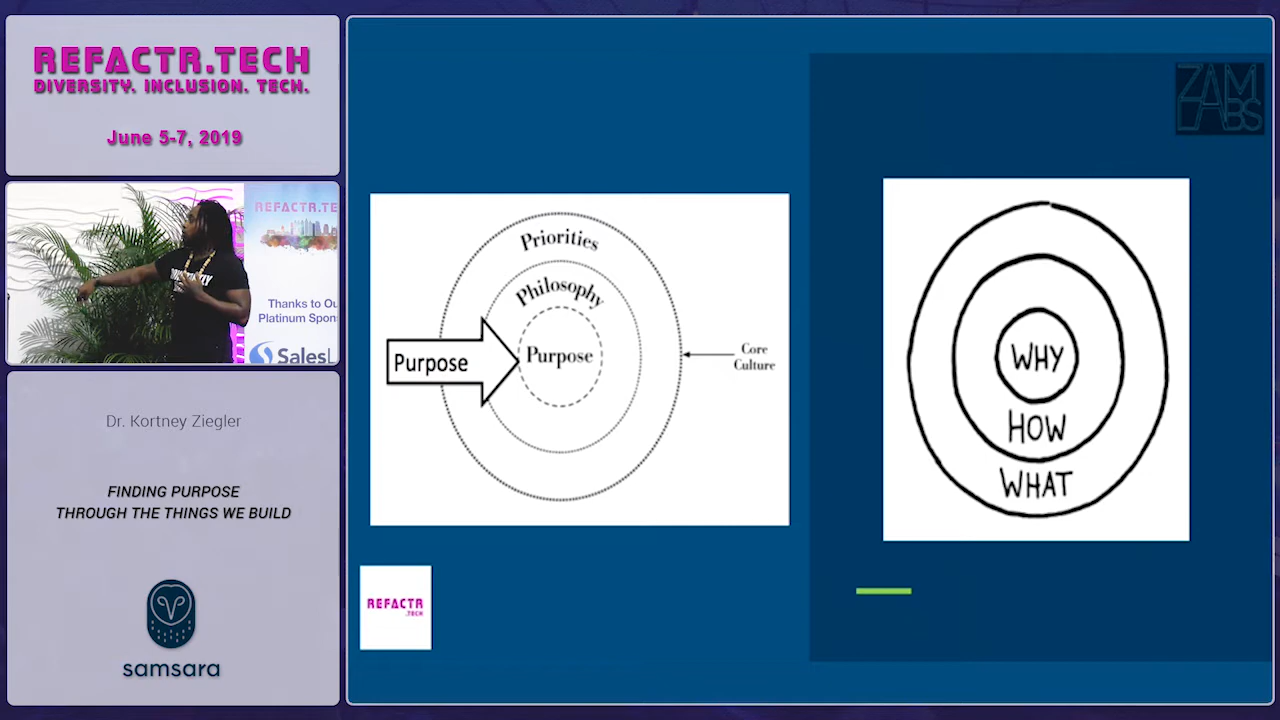 REFACTR.TECH
DIVERSITY. INCLUSION. TECH.
June 5-7, 2019
REFACTR.TE
Thanks to Ou
Platinum Spon
SalesL
Dr. Kortney Ziegler
FINDING PURPOSE
THROUGH THE THINGS WE BUILD
samsara
Priorities
Philosophy
Purpose
Purpose
Core
Culture
REFACTR
.TECH
ZAM
LABS
WHY
HOW
WHAT